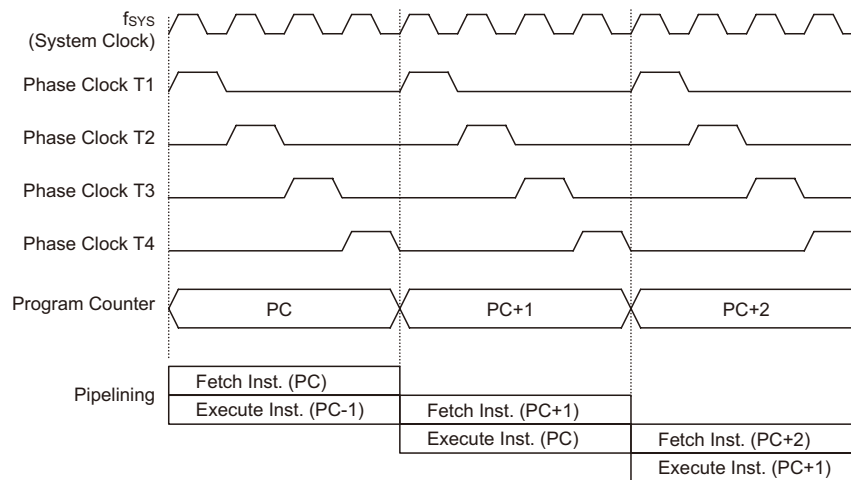 fSYS
(System Clock)
Phase Clock T1
Phase Clock T2
Phase Clock T3
Phase Clock T4
Program Counter
PC
PC+1
PC+2
Pipelining
Fetch Inst. (PC)
Execute Inst. (PC-1)
Fetch Inst. (PC+1)
Execute Inst. (PC)
Fetch Inst. (PC+2)
Execute Inst. (PC+1)